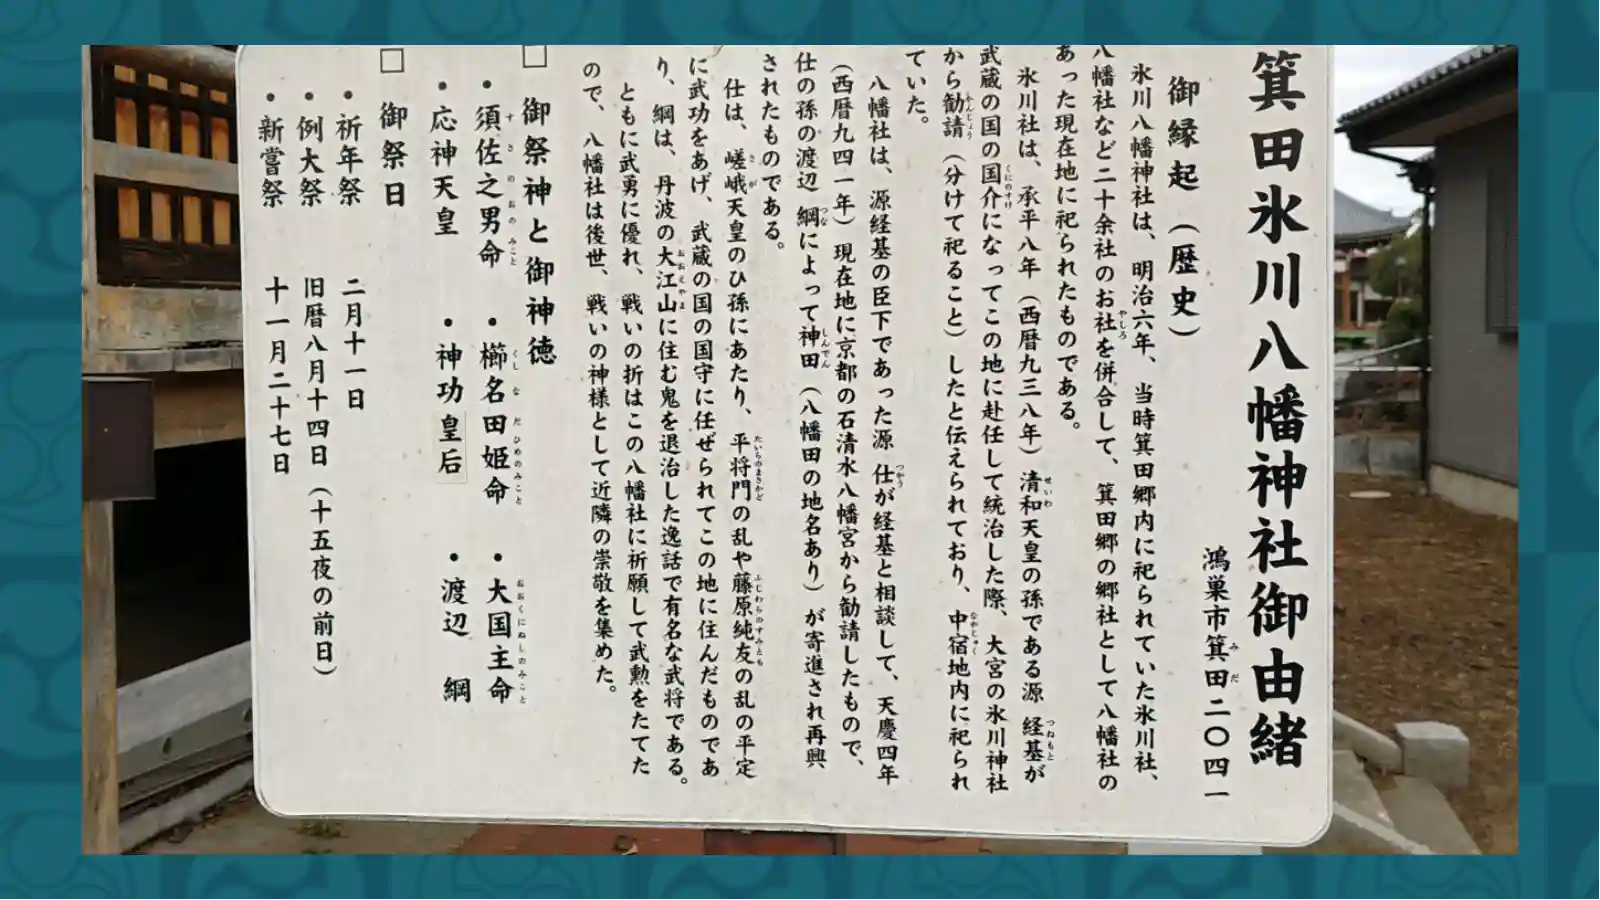 箕田氷川八幡神社御由緒
鴻巣市箕田二〇四一
御縁起(歴史)
氷川八幡神社は、明治六年、当時箕田郷内に祀られていた氷川社、
八幡社など二十余社のお社を併合して、箕田郷の郷社として八幡社の
あった現在地に祀られたものである。
氷川社は、承平八年(西暦九三八年)清和天皇の孫である源 経基が
武蔵の国の国介になってこの地に赴任して統治した際、大宮の氷川神社
から勧請(分けて祀ること)したと伝えられており、中宿地内に祀られ
ていた。
八幡社は、源経基の臣下であった源 仕が経基と相談して、天慶四年
(西暦九四一年)現在地に京都の石清水八幡宮から勧請したもので、
仕の孫の渡辺 綱によって神田(八幡田の地名あり)が寄進され再興
されたものである。
仕は、嵯峨天皇のひ孫にあたり、平将門の乱や藤原純友の乱の平定
に武功をあげ、武蔵の国の国守に任ぜられてこの地に住んだものであ
り、綱は、丹波の大江山に住む鬼を退治した逸話で有名な武将である。
ともに武勇に優れ、戦いの折はこの八幡社に祈願して武勲をたてた
ので、八幡社は後世、戦いの神様として近隣の崇敬を集めた。
□ 御祭神と御神徳
・須佐之男命 ・櫛名田姫命 ・大国主命
・応神天皇 ・神功皇后 ・渡辺 綱
□ 御祭日
・祈年祭 二月十一日
・例大祭 旧暦八月十四日(十五夜の前日)
・新嘗祭 十一月二十七日